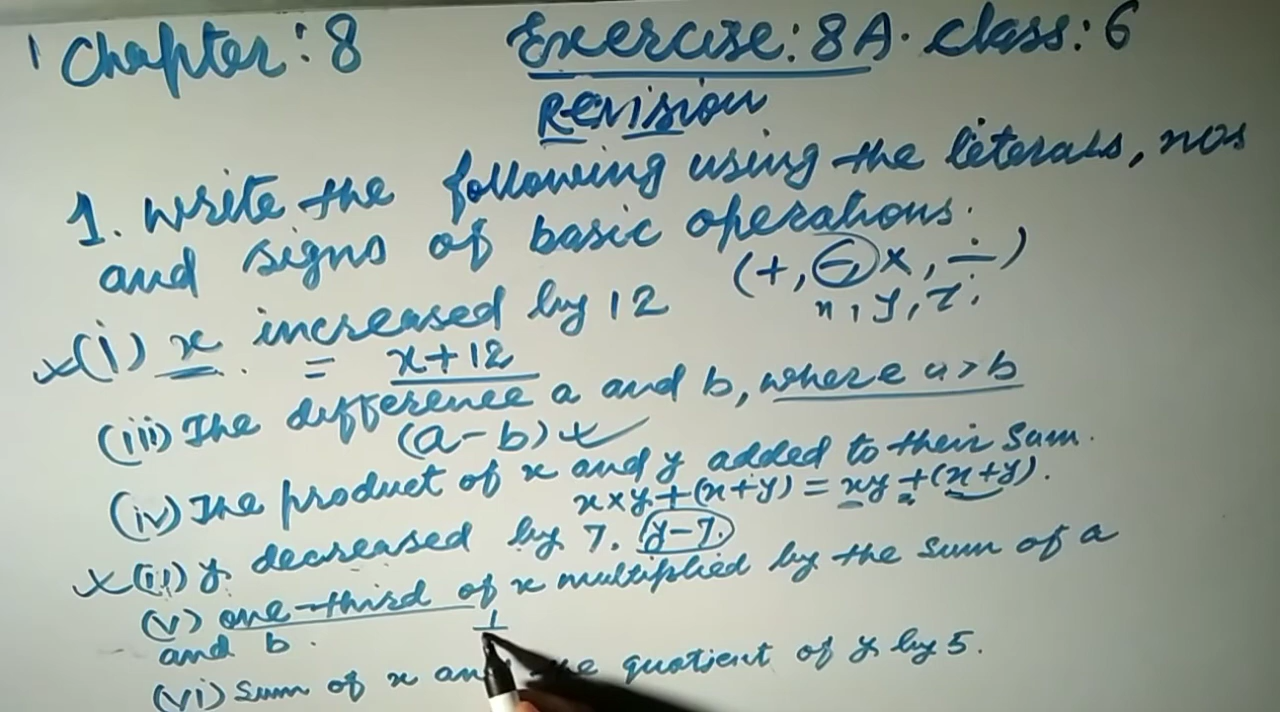 Chapter: 8 Exercise: 8A. class: 6
Revision
1. write the following using the literals, nos
and signs of basic operations.
(+, -, ×, ÷)
x, y, z,
(i) x increased by 12
= x+12
(iii) The difference a and b, where a > b
(a-b)
(iv) The product of x and y added to their sum.
x×y+(x+y) = xy+(x+y).
(ii) y decreased by 7. y-7.
(v) one-third of x multiplied by the sum of a
and b. 1
(vi) sum of x quotient of y by 5.